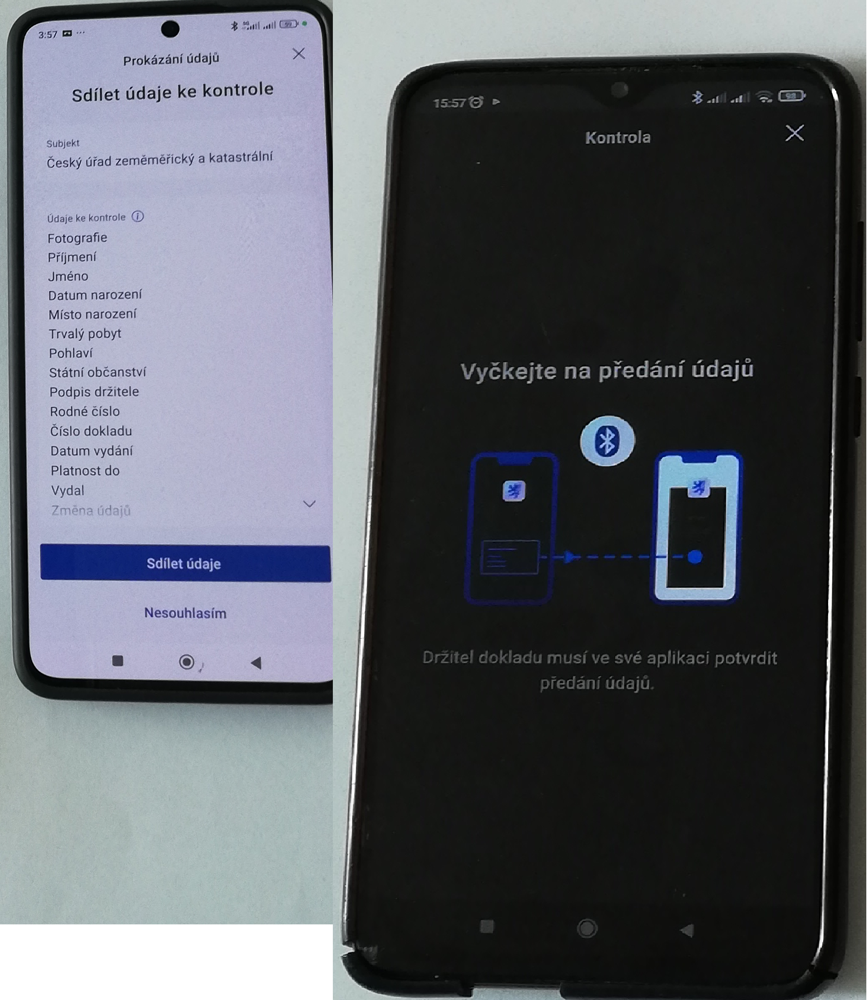 3:57
99
Prokázání údajů
Sdílet údaje ke kontrole
Subjekt
Český úřad zeměměřický a katastrální
Údaje ke kontrole
Fotografie
Příjmení
Jméno
Datum narození
Místo narození
Trvalý pobyt
Pohlaví
Státní občanství
Podpis držitele
Rodné číslo
Číslo dokladu
Datum vydání
Platnost do
Vydal
Změna údajů
Sdílet údaje
Nesouhlasím
15:57
98
Kontrola
Vyčkejte na předání údajů
Držitel dokladu musí ve své aplikaci potvrdit
předání údajů.